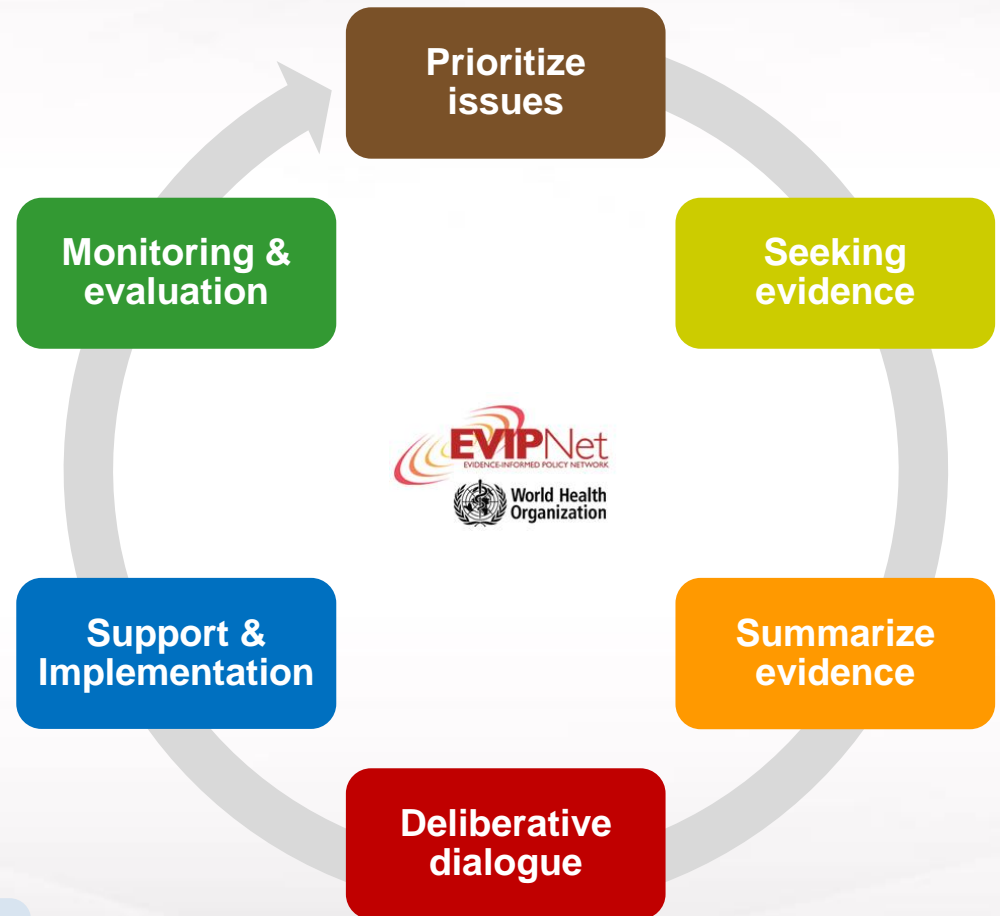 Prioritize
issues
Seeking
evidence
Summarize
evidence
Deliberative
dialogue
Support &
Implementation
Monitoring &
evaluation
EVIPNet
EVIDENCE-INFORMED POLICY NETWORK
World Health
Organization